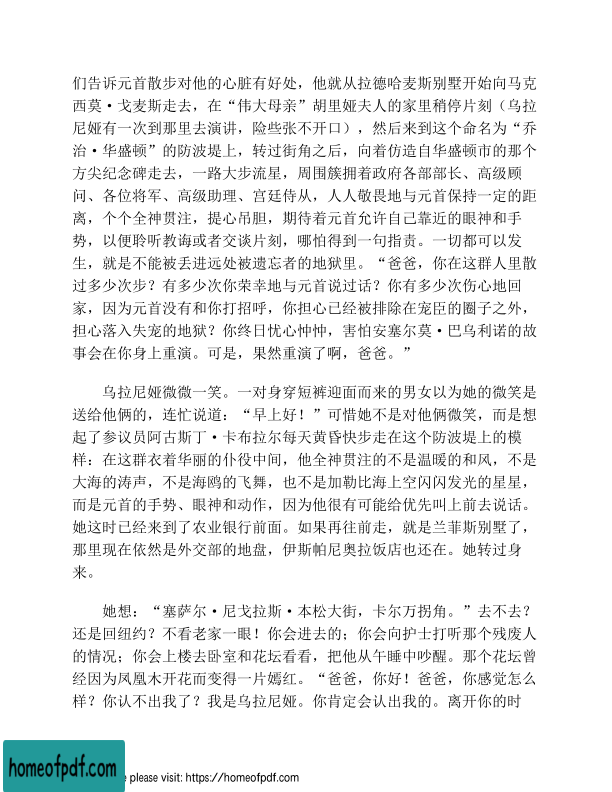 们告诉元首散步对他的心脏有好处，他就从拉德哈麦斯别墅开始向马克
西莫·戈麦斯走去，在“伟大母亲”胡里娅夫人的家里稍停片刻（乌拉
尼娅有一次到那里去演讲，险些张不开口），然后来到这个命名为“乔
治·华盛顿”的防波堤上，转过街角之后，向着仿造自华盛顿市的那个
方尖纪念碑走去，一路大步流星，周围簇拥着政府各部部长、高级顾
问、各位将军、高级助理、宫廷侍从，人人敬畏地与元首保持一定的距
离，个个全神贯注，提心吊胆，期待着元首允许自己靠近的眼神和手
势，以便聆听教诲或者交谈片刻，哪怕得到一句指责。一切都可以发
生，就是不能被丢进远处被遗忘者的地狱里。“爸爸，你在这群人里散
过多少次步？有多少次你荣幸地与元首说过话？你有多少次伤心地回
家，因为元首没有和你打招呼，你担心已经被排除在宠臣的圈子之外，
担心落入失宠的地狱？你终日忧心忡忡，害怕安塞尔莫·巴乌利诺的故
事会在你身上重演。可是，果然重演了啊，爸爸。”
乌拉尼娅微微一笑。一对身穿短裤迎面而来的男女以为她的微笑是
送给他俩的，连忙说道：“早上好！”可惜她不是对他俩微笑，而是想
起了参议员阿古斯丁·卡布拉尔每天黄昏快步走在这个防波堤上的模
样：在这群衣着华丽的仆役中间，他全神贯注的不是温暖的和风，不是
大海的涛声，不是海鸥的飞舞，也不是加勒比海上空闪闪发光的星星，
而是元首的手势、眼神和动作，因为他很有可能给优先叫上前去说话。
她这时已经来到了农业银行前面。如果再往前走，就是兰菲斯别墅了，
那里现在依然是外交部的地盘，伊斯帕尼奥拉饭店也还在。她转过身
来。
她想：“塞萨尔·尼戈拉斯·本松大街，卡尔万拐角。”去不去？
还是回纽约？不看老家一眼！你会进去的；你会向护士打听那个残废人
的情况；你会上楼去卧室和花坛看看，把他从午睡中吵醒。那个花坛曾
经因为凤凰木开花而变得一片嫣红。“爸爸，你好！爸爸，你感觉怎么
样？你认不出我了？我是乌拉尼娅。你肯定会认出我的。离开你的时
homeofpdf.com
e please visit: https://homeofpdf.com